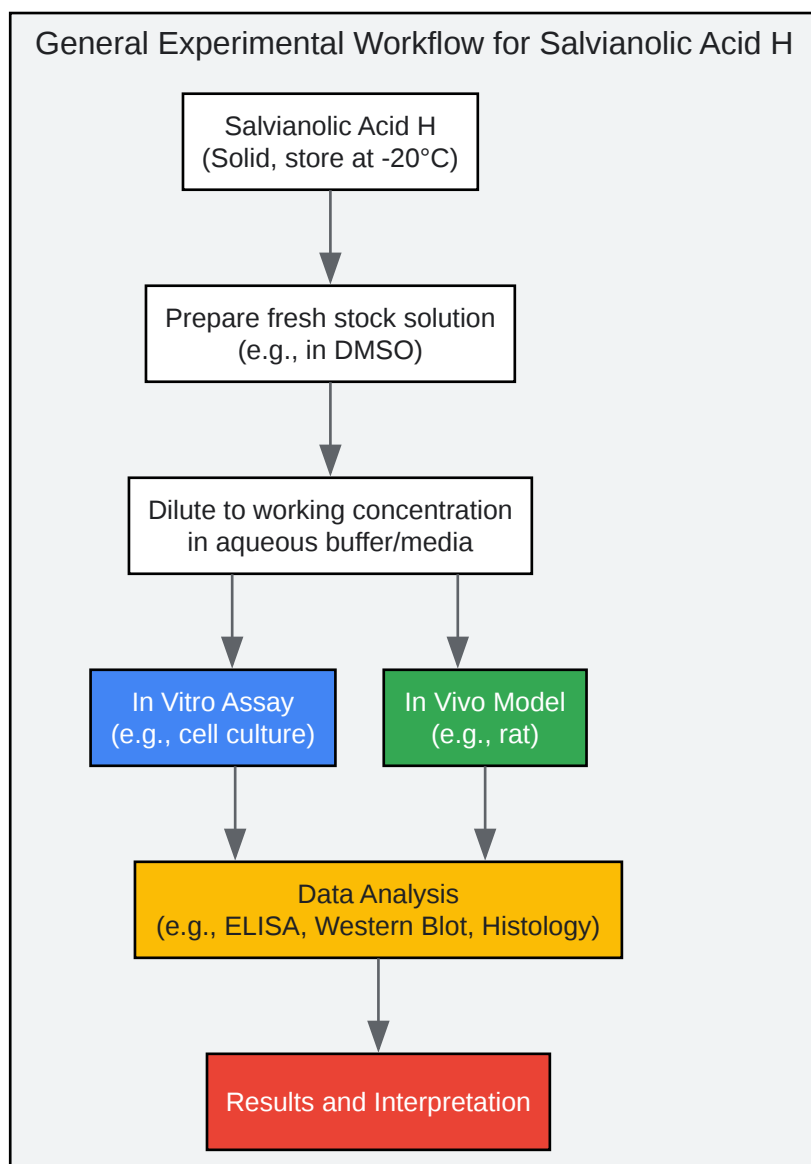 General Experimental Workflow for Salvianolic Acid H
Salvianolic Acid H
(Solid, store at -20°C)
Prepare fresh stock solution
(e.g., in DMSO)
Dilute to working concentration
in aqueous buffer/media
In Vitro Assay
(e.g., cell culture)
In Vivo Model
(e.g., rat)
Data Analysis
(e.g., ELISA, Western Blot, Histology)
Results and Interpretation